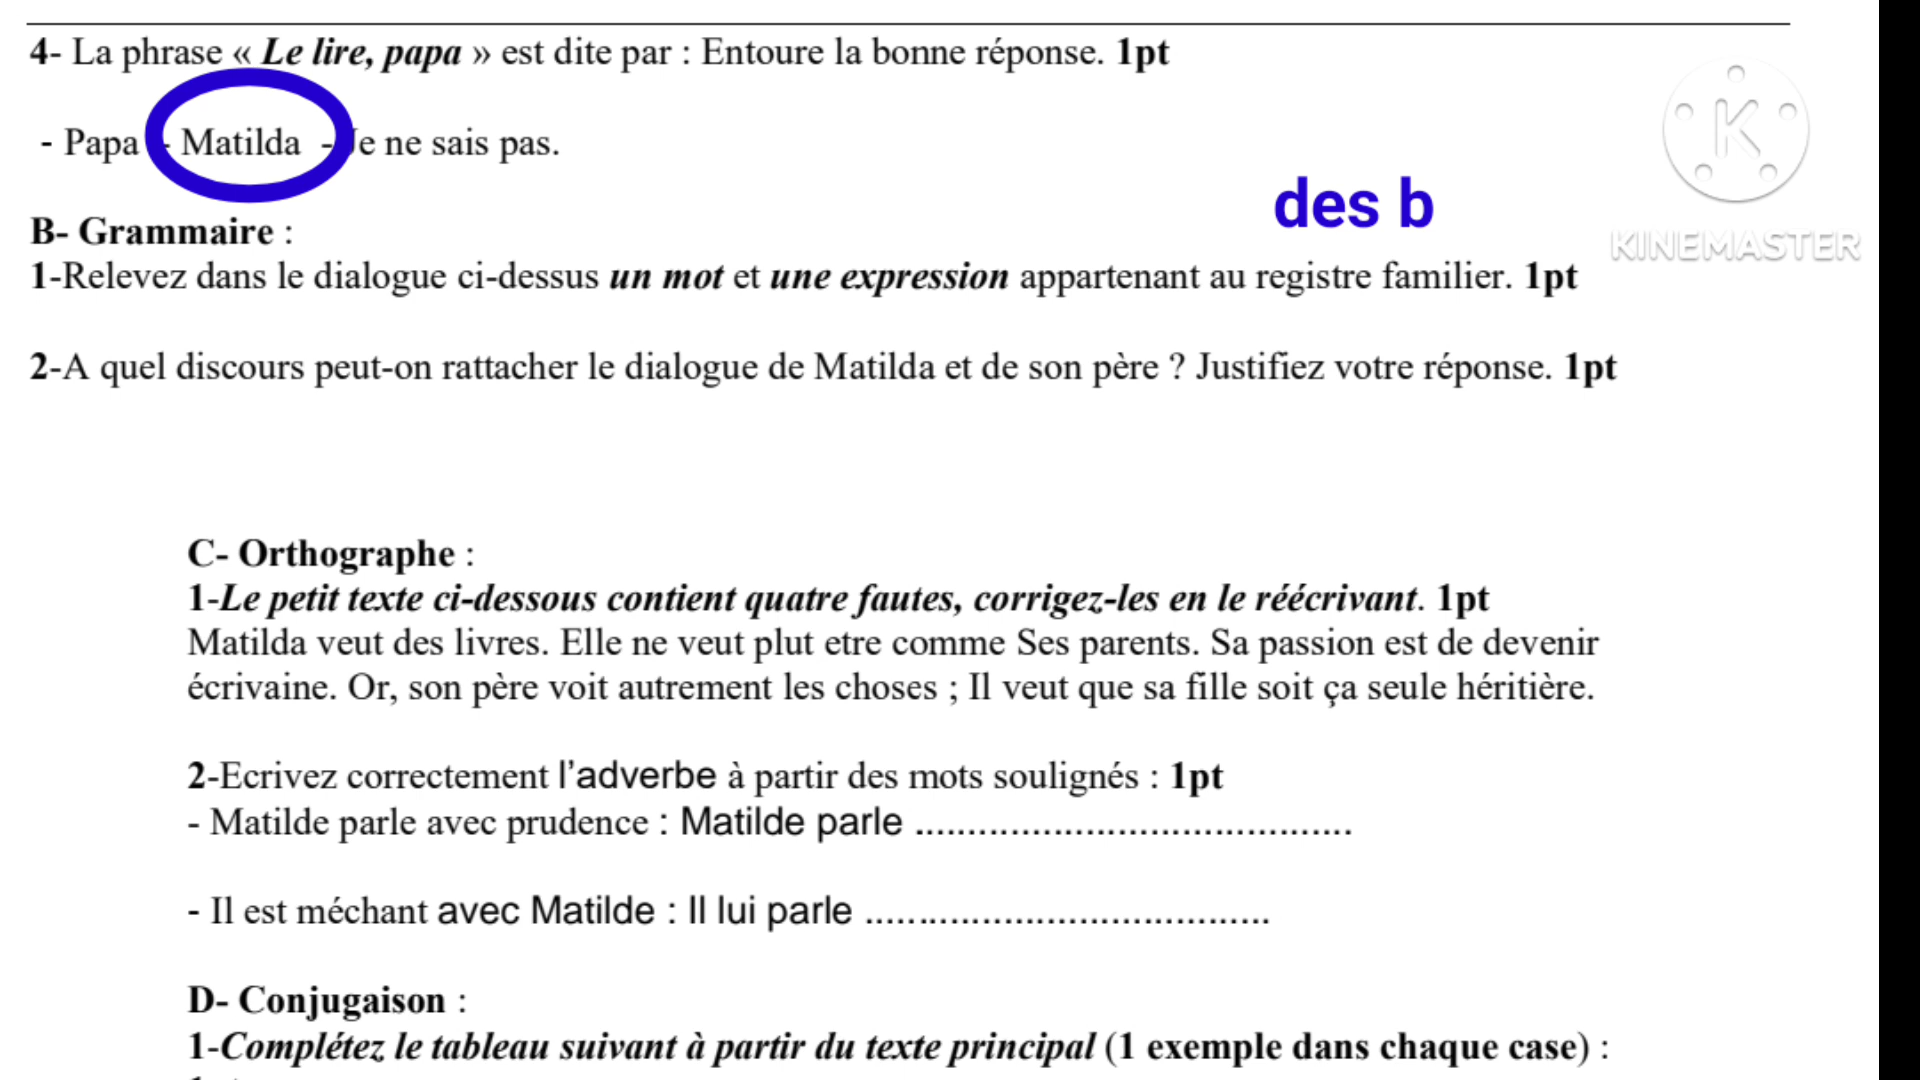 4- La phrase « Le lire, papa » est dite par : Entoure la bonne réponse. 1pt
- Papa - Matilda - Je ne sais pas.
des b
KINEMASTER
B- Grammaire :
1-Relevez dans le dialogue ci-dessus un mot et une expression appartenant au registre familier. 1pt
2-A quel discours peut-on rattacher le dialogue de Matilda et de son père ? Justifiez votre réponse. 1pt
C- Orthographe :
1-Le petit texte ci-dessous contient quatre fautes, corrigez-les en le réécrivant. 1pt
Matilda veut des livres. Elle ne veut plut etre comme Ses parents. Sa passion est de devenir
écrivaine. Or, son père voit autrement les choses ; Il veut que sa fille soit ça seule héritière.
2-Ecrivez correctement l’adverbe à partir des mots soulignés : 1pt
- Matilde parle avec prudence : Matilde parle ......................................
- Il est méchant avec Matilde : Il lui parle ...................................
D- Conjugaison :
1-Complétez le tableau suivant à partir du texte principal (1 exemple dans chaque case) :